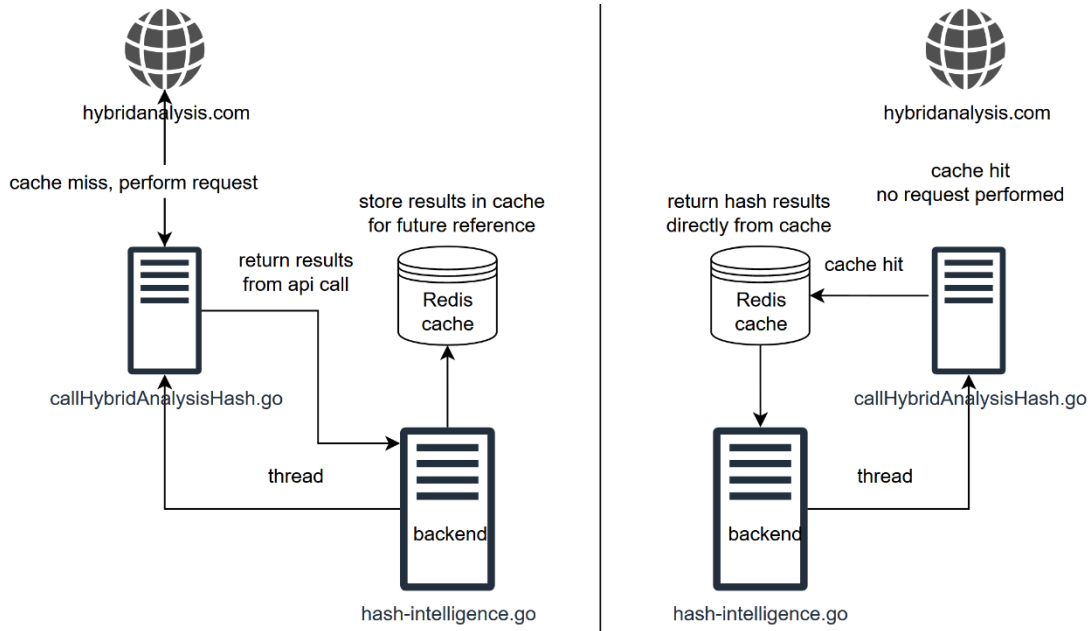 hybridanalysis.com
cache miss, perform request
store results in cache
for future reference
return results
from api call
Redis
cache
callHybridAnalysisHash.go
thread
backend
hash-intelligence.go
hybridanalysis.com
cache hit
no request performed
return hash results
directly from cache
cache hit
Redis
cache
callHybridAnalysisHash.go
thread
backend
hash-intelligence.go